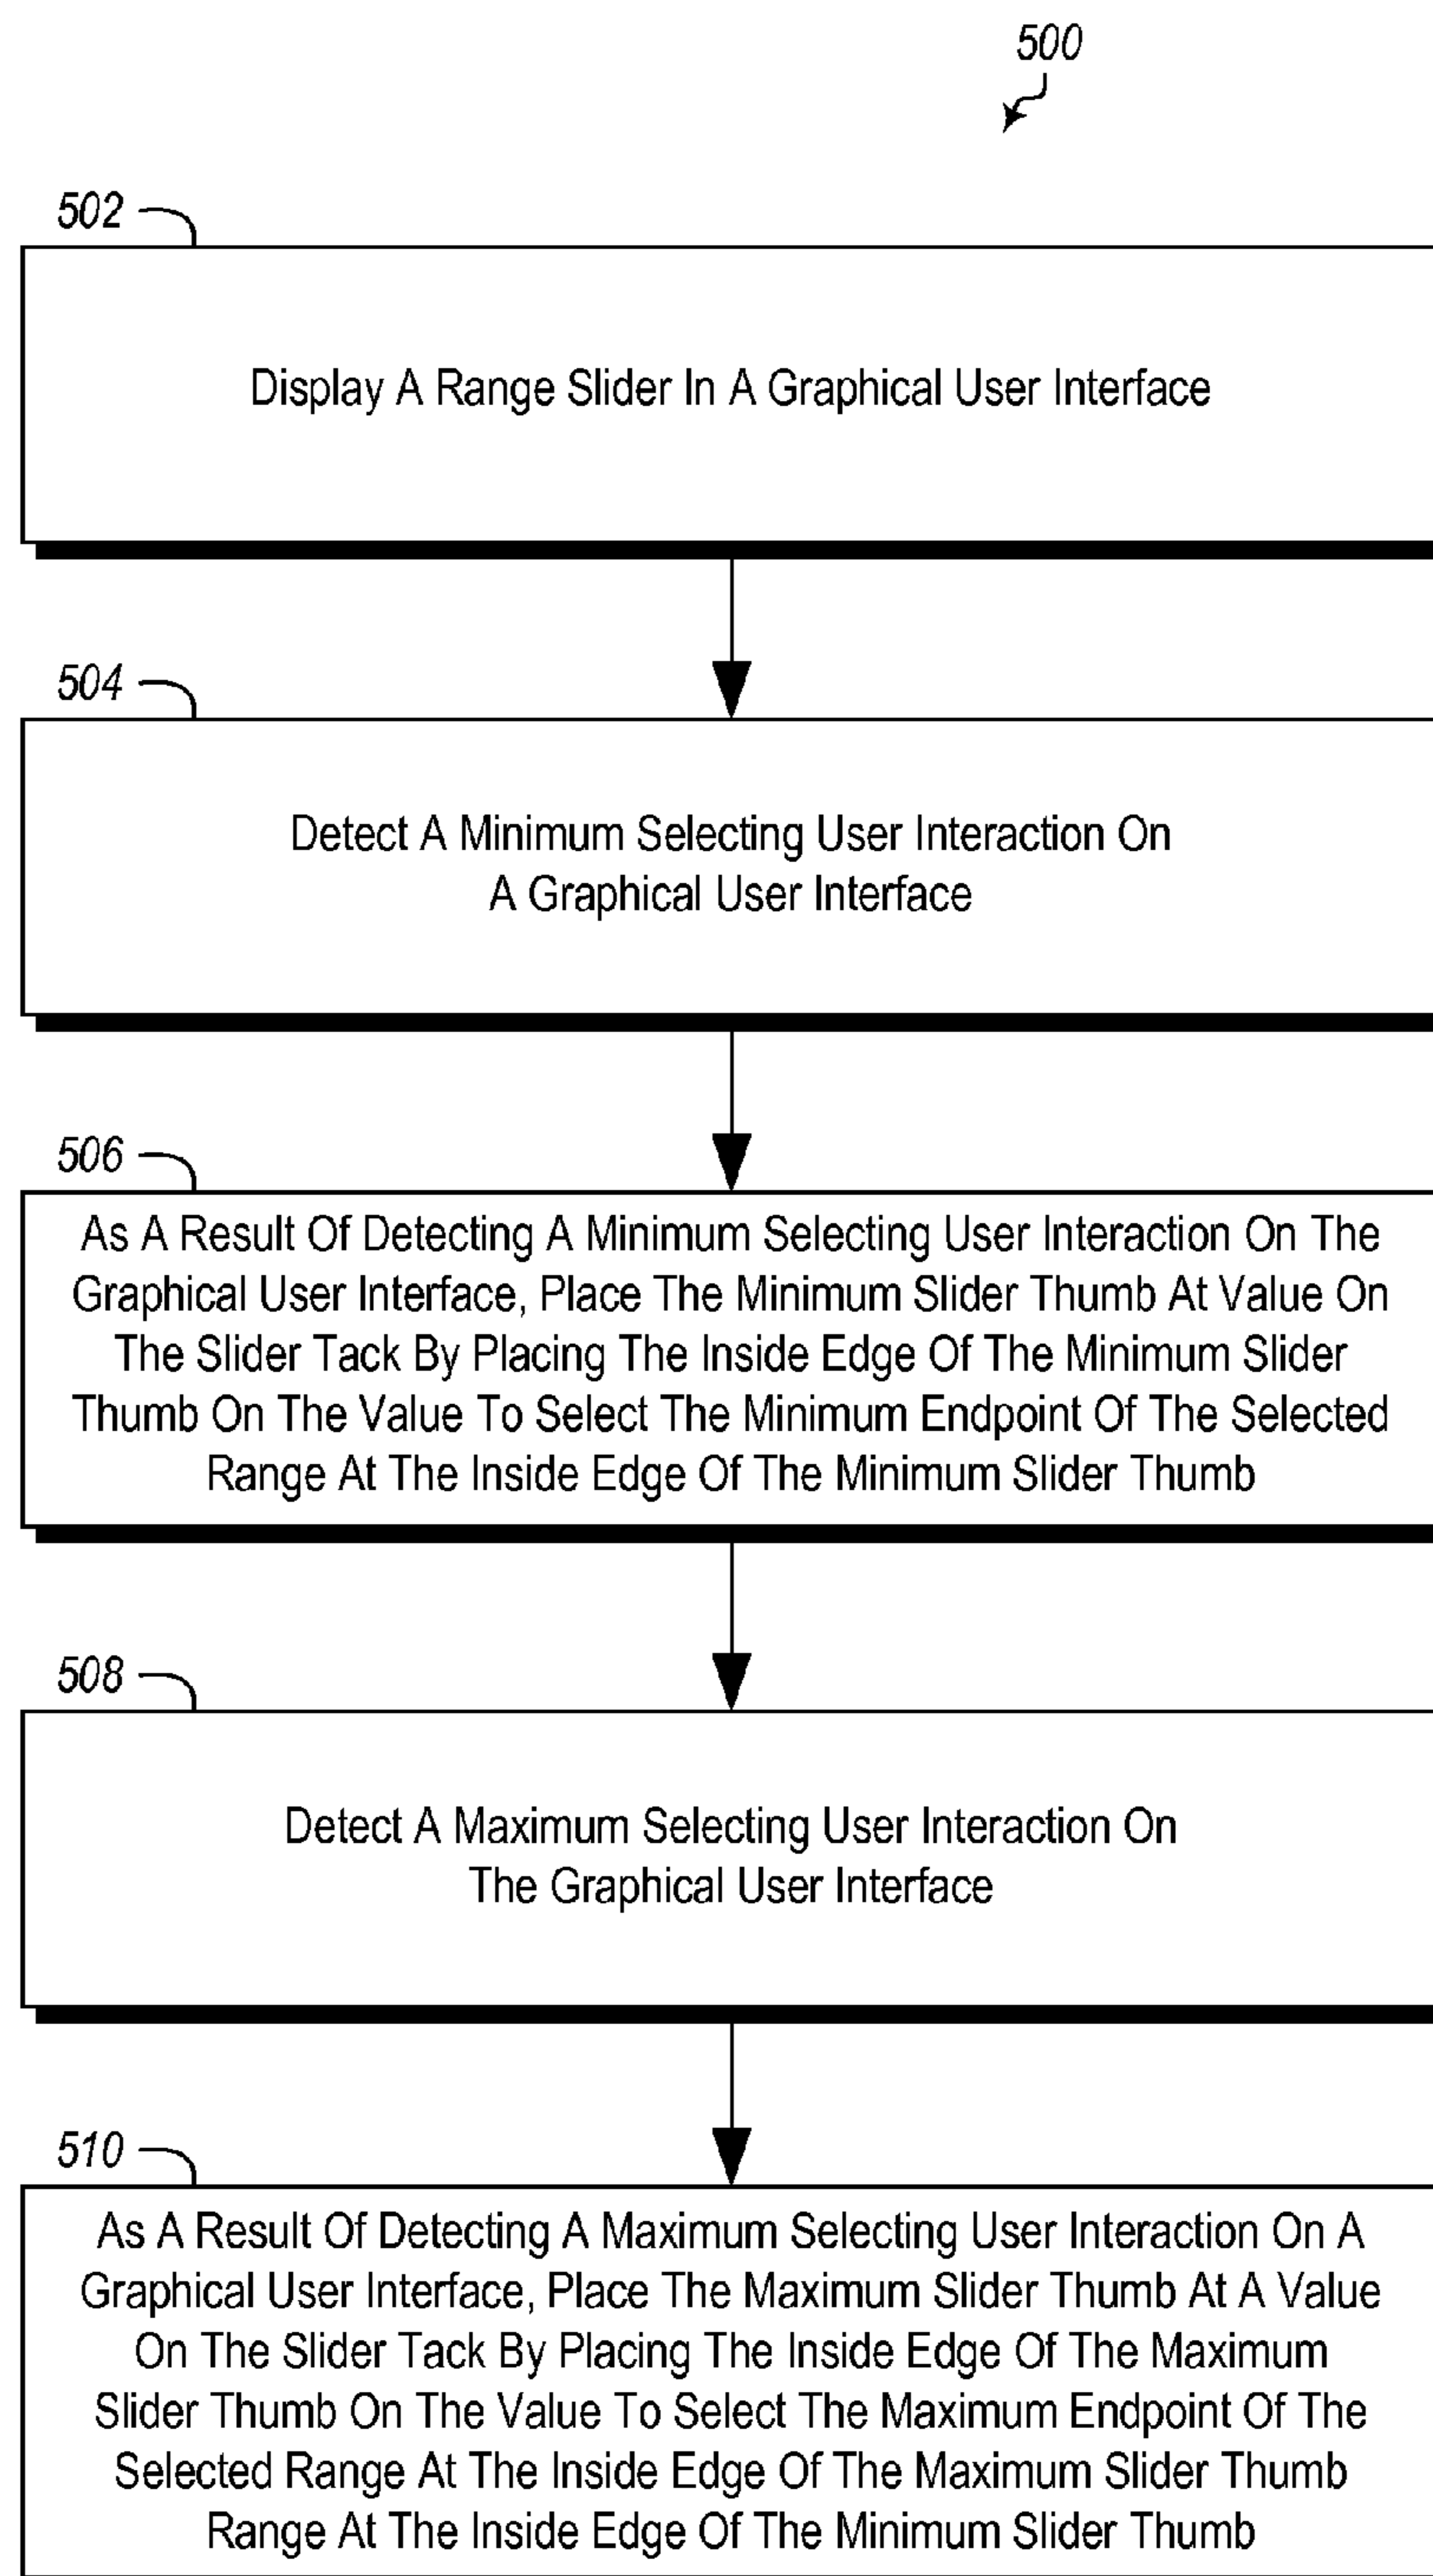 500
502
Display A Range Slider In A Graphical User Interface
504
Detect A Minimum Selecting User Interaction On
A Graphical User Interface
506
As A Result Of Detecting A Minimum Selecting User Interaction On The
Graphical User Interface, Place The Minimum Slider Thumb At Value On
The Slider Tack By Placing The Inside Edge Of The Minimum Slider
Thumb On The Value To Select The Minimum Endpoint Of The Selected
Range At The Inside Edge Of The Minimum Slider Thumb
508
Detect A Maximum Selecting User Interaction On
The Graphical User Interface
510
As A Result Of Detecting A Maximum Selecting User Interaction On A
Graphical User Interface, Place The Maximum Slider Thumb At A Value
On The Slider Tack By Placing The Inside Edge Of The Maximum
Slider Thumb On The Value To Select The Maximum Endpoint Of The
Selected Range At The Inside Edge Of The Maximum Slider Thumb
Range At The Inside Edge Of The Minimum Slider Thumb